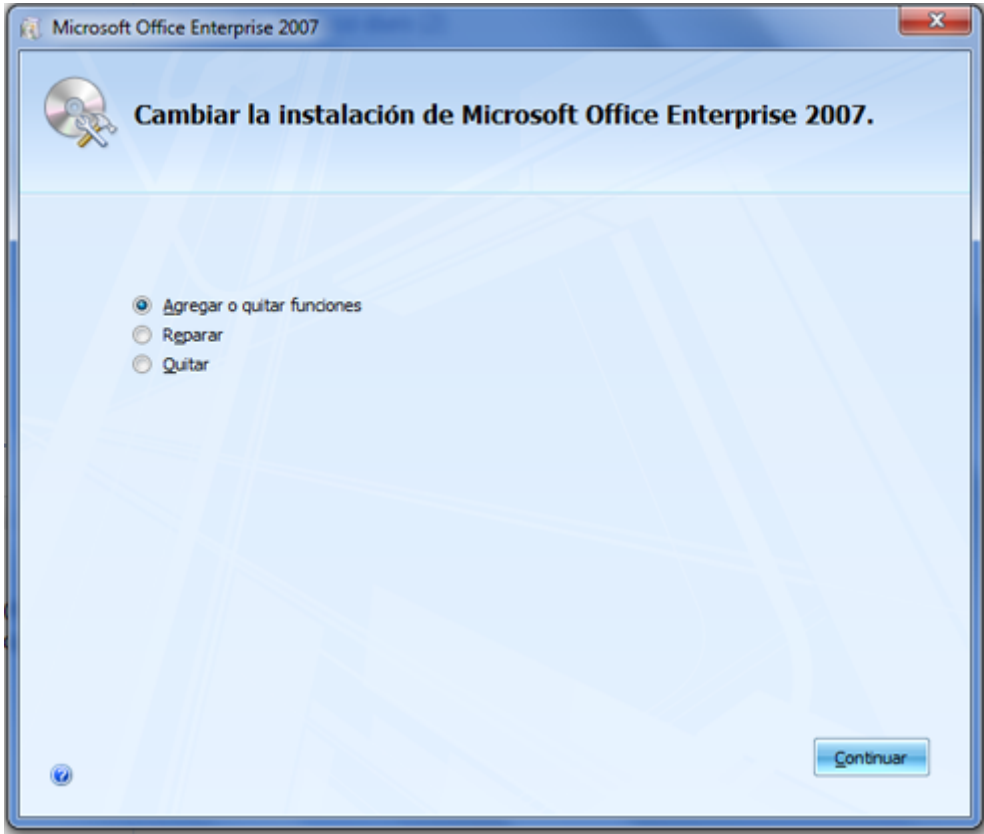 Microsoft Office Enterprise 2007
Cambiar la instalación de Microsoft Office Enterprise 2007.
Agregar o quitar funciones
Reparar
Quitar
Continuar